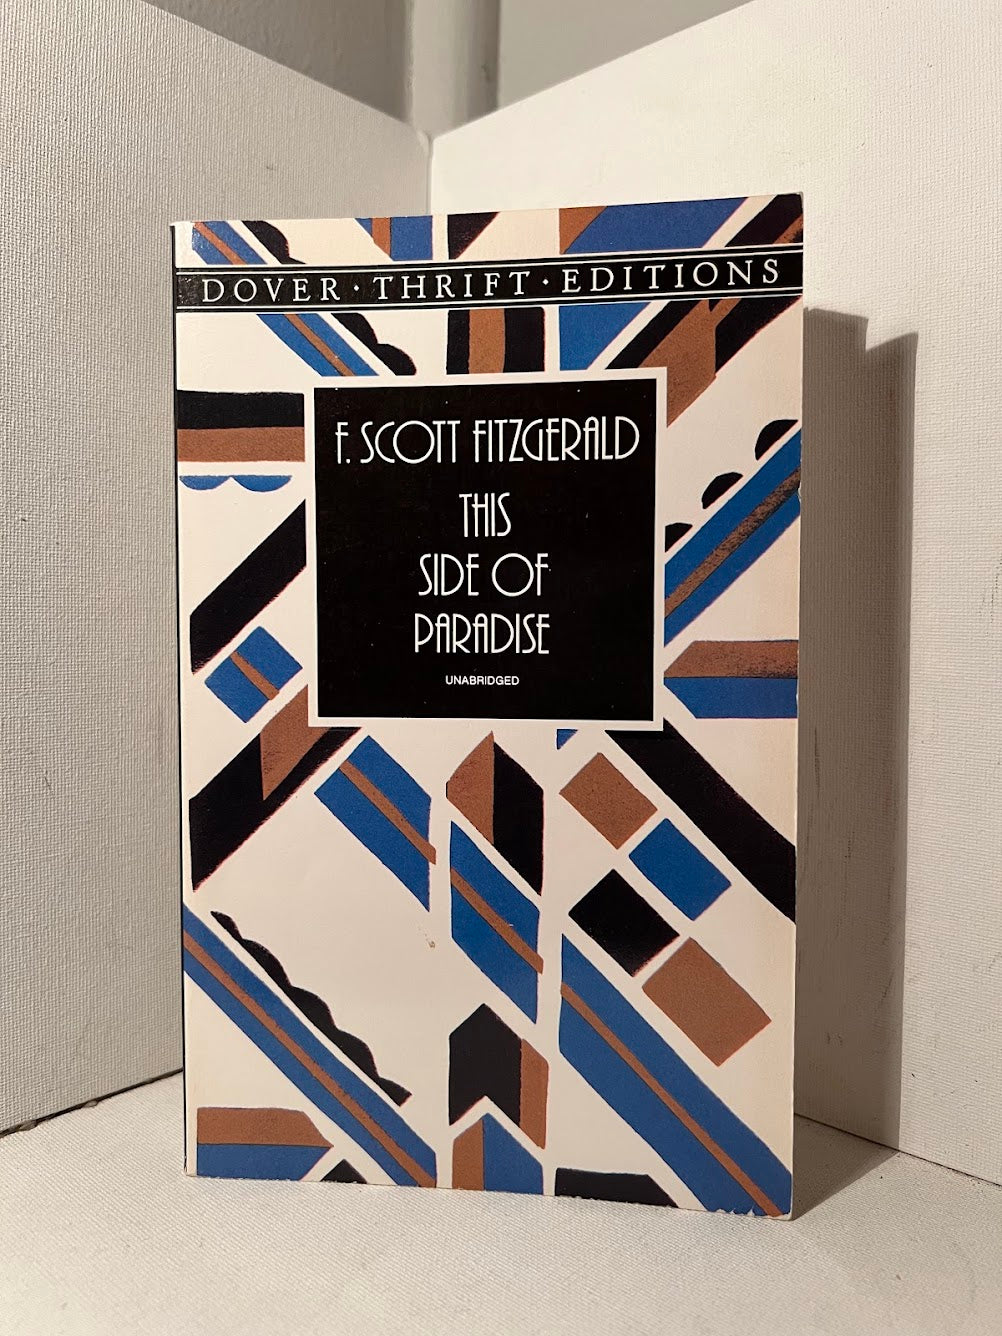 DOVER · THRIFT · EDITIONS
F. SCOTT FITZGERALD
THIS
SIDE OF
PARADISE
UNABRIDGED